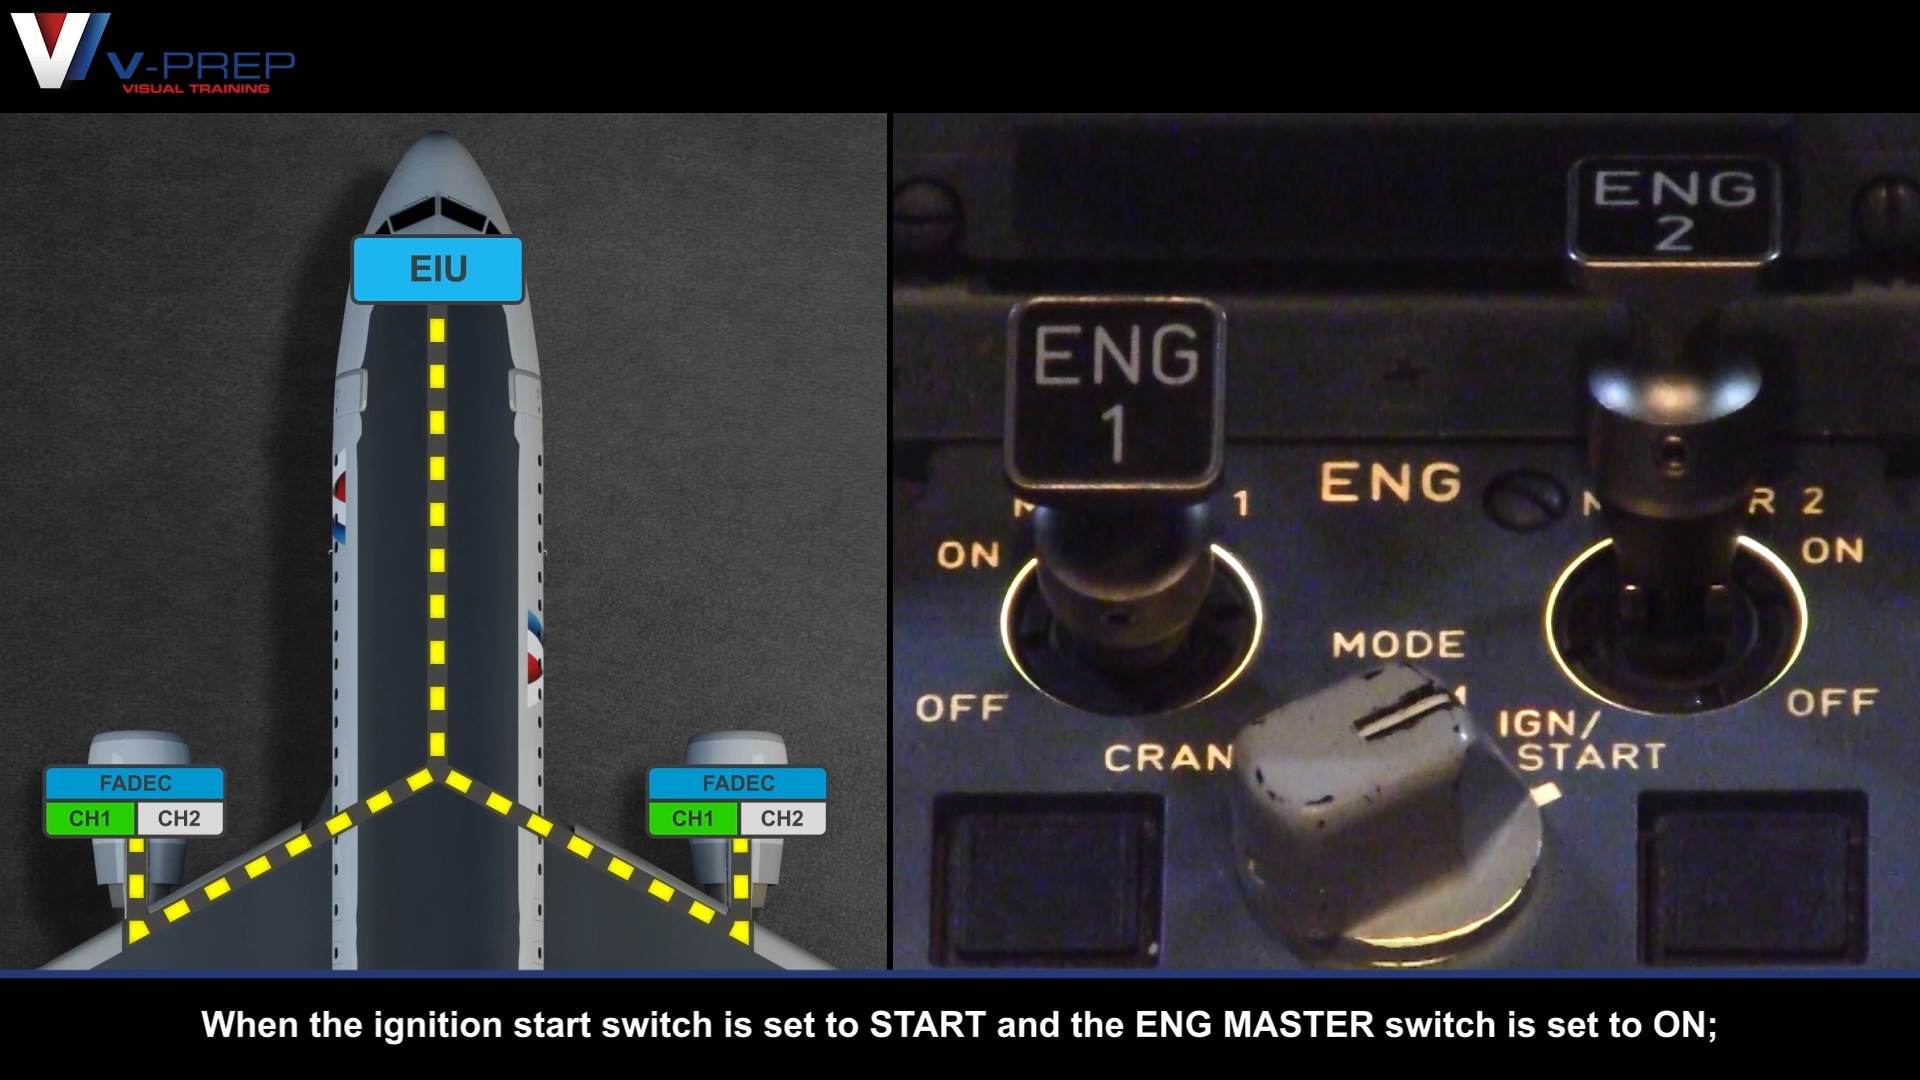 V-PREP
VISUAL TRAINING
EIU
FADEC
CH1 CH2
FADEC
CH1 CH2
ENG
2
ENG
1
ENG
1
R 2
ON
ON
MODE
OFF
OFF
IGN/
START
CRAN
When the ignition start switch is set to START and the ENG MASTER switch is set to ON;